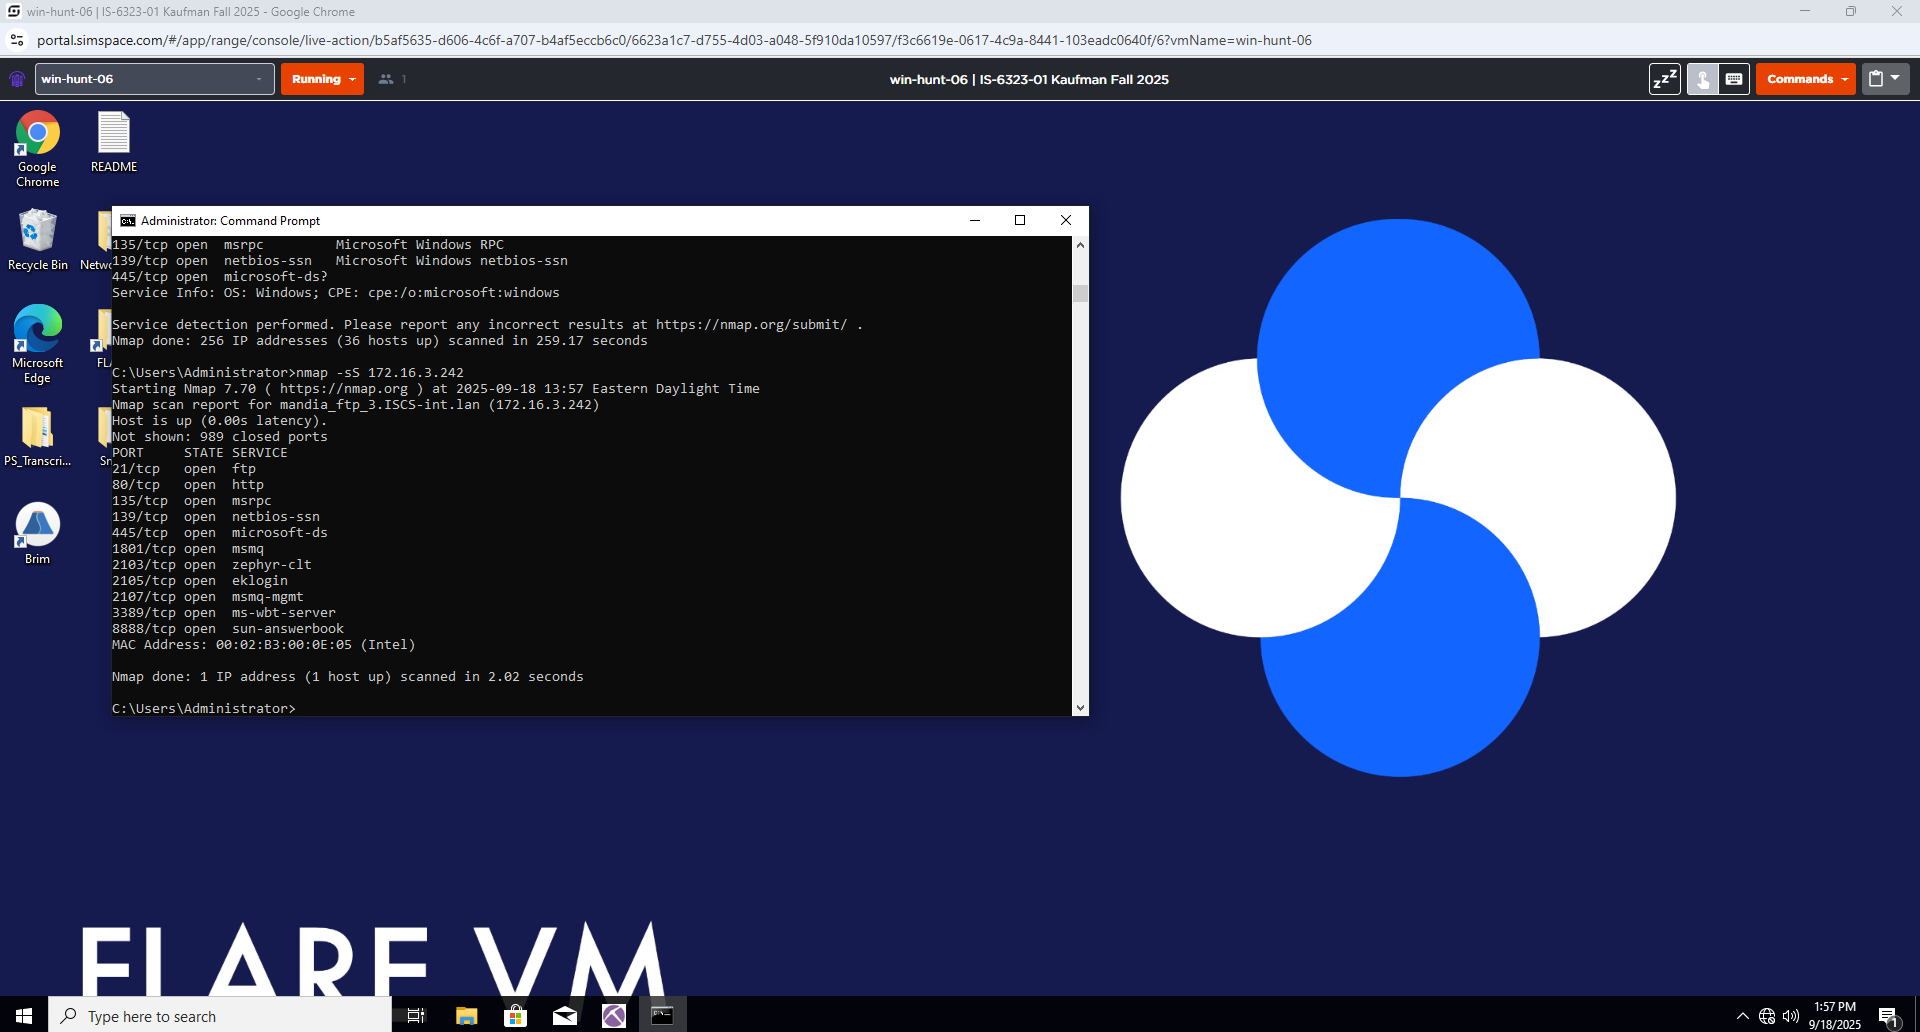 win-hunt-06 | IS-6323-01 Kaufman Fall 2025 - Google Chrome
portal.simspace.com/#/app/range/console/live-action/b5af5635-d606-4c6f-a707-b4af5eccb6c0/6623a1c7-d755-4d03-a048-5f910da10597/f3c6619e-0617-4c9a-8441-103eadc0640f/6?vmName=win-hunt-06
win-hunt-06
Running
1
win-hunt-06 | IS-6323-01 Kaufman Fall 2025
zzz
Commands
Google Chrome
README
Recycle Bin
Netwo
Microsoft Edge
FLA
PS_Transcri...
Sn
Brim
Administrator: Command Prompt
135/tcp open  msrpc         Microsoft Windows RPC
139/tcp open  netbios-ssn   Microsoft Windows netbios-ssn
445/tcp open  microsoft-ds?
Service Info: OS: Windows; CPE: cpe:/o:microsoft:windows
Service detection performed. Please report any incorrect results at https://nmap.org/submit/ .
Nmap done: 256 IP addresses (36 hosts up) scanned in 259.17 seconds
C:\Users\Administrator>nmap -sS 172.16.3.242
Starting Nmap 7.70 ( https://nmap.org ) at 2025-09-18 13:57 Eastern Daylight Time
Nmap scan report for mandia_ftp_3.ISCS-int.lan (172.16.3.242)
Host is up (0.00s latency).
Not shown: 989 closed ports
PORT     STATE SERVICE
21/tcp   open  ftp
80/tcp   open  http
135/tcp  open  msrpc
139/tcp  open  netbios-ssn
445/tcp  open  microsoft-ds
1801/tcp open  msmq
2103/tcp open  zephyr-clt
2105/tcp open  eklogin
2107/tcp open  msmq-mgmt
3389/tcp open  ms-wbt-server
8888/tcp open  sun-answerbook
MAC Address: 00:02:B3:00:0E:05 (Intel)
Nmap done: 1 IP address (1 host up) scanned in 2.02 seconds
C:\Users\Administrator>
FLARE VM
Type here to search
1:57 PM
9/18/2025
1